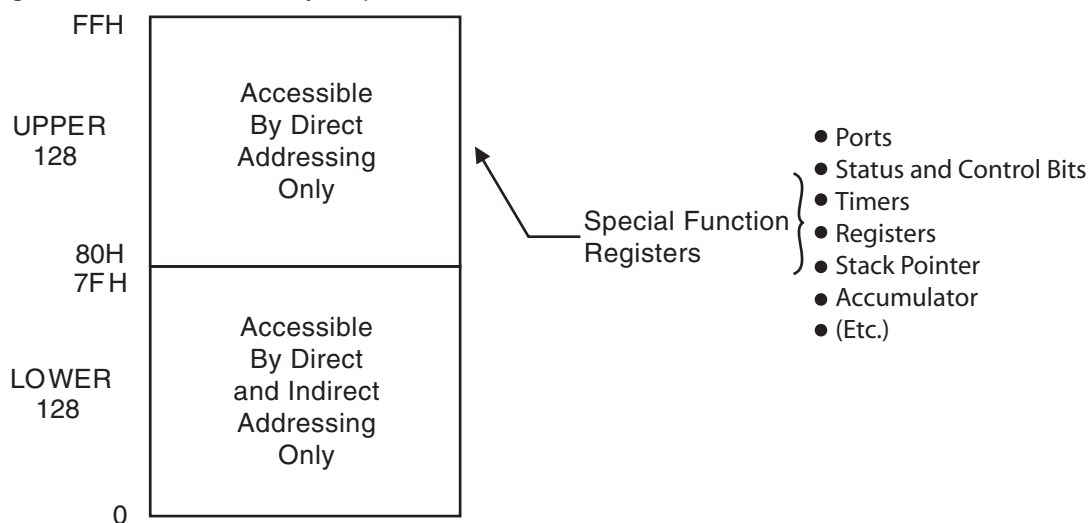 FFH
UPPER
128
Accessible
By Direct
Addressing
Only
80H
7FH
LOWER
128
Accessible
By Direct
and Indirect
Addressing
Only
0
Special Function
Registers
● Ports
● Status and Control Bits
● Timers
● Registers
● Stack Pointer
● Accumulator
● (Etc.)